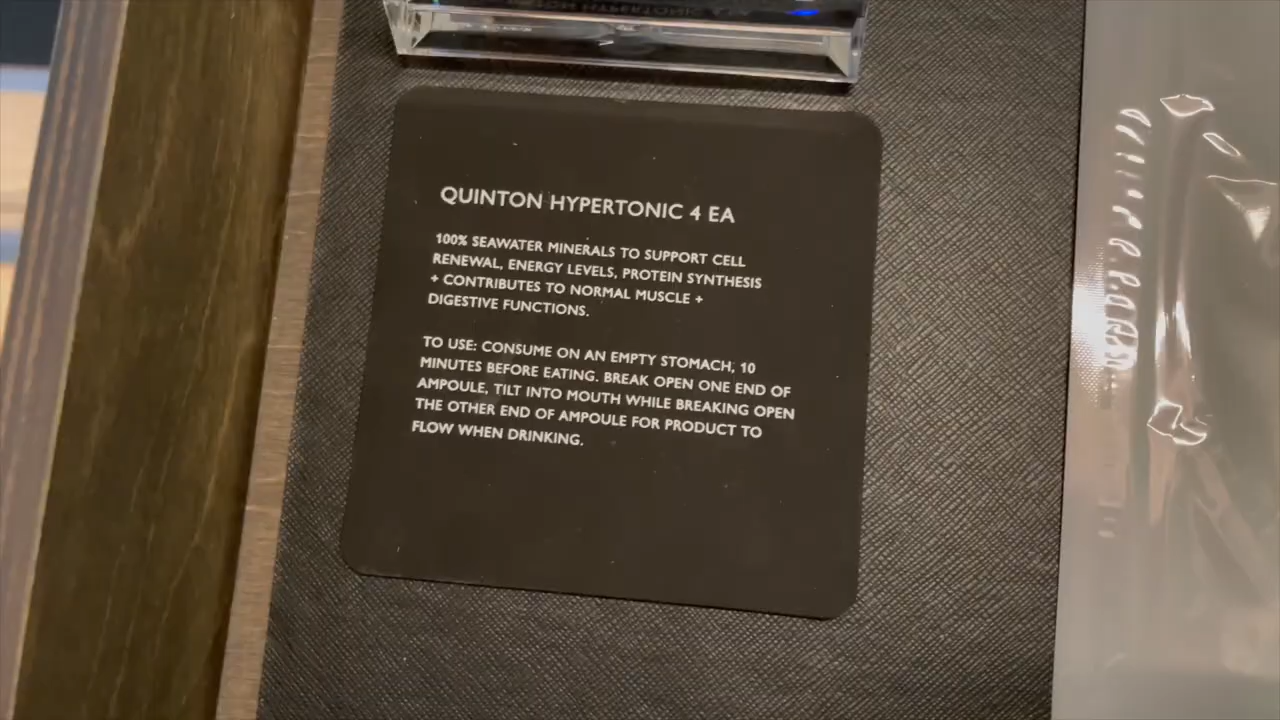 QUINTON HYPERTONIC 4 EA
100% SEAWATER MINERALS TO SUPPORT CELL
RENEWAL, ENERGY LEVELS, PROTEIN SYNTHESIS
+ CONTRIBUTES TO NORMAL MUSCLE +
DIGESTIVE FUNCTIONS.
TO USE: CONSUME ON AN EMPTY STOMACH, 10
MINUTES BEFORE EATING. BREAK OPEN ONE END OF
AMPOULE, TILT INTO MOUTH WHILE BREAKING OPEN
THE OTHER END OF AMPOULE FOR PRODUCT TO
FLOW WHEN DRINKING.